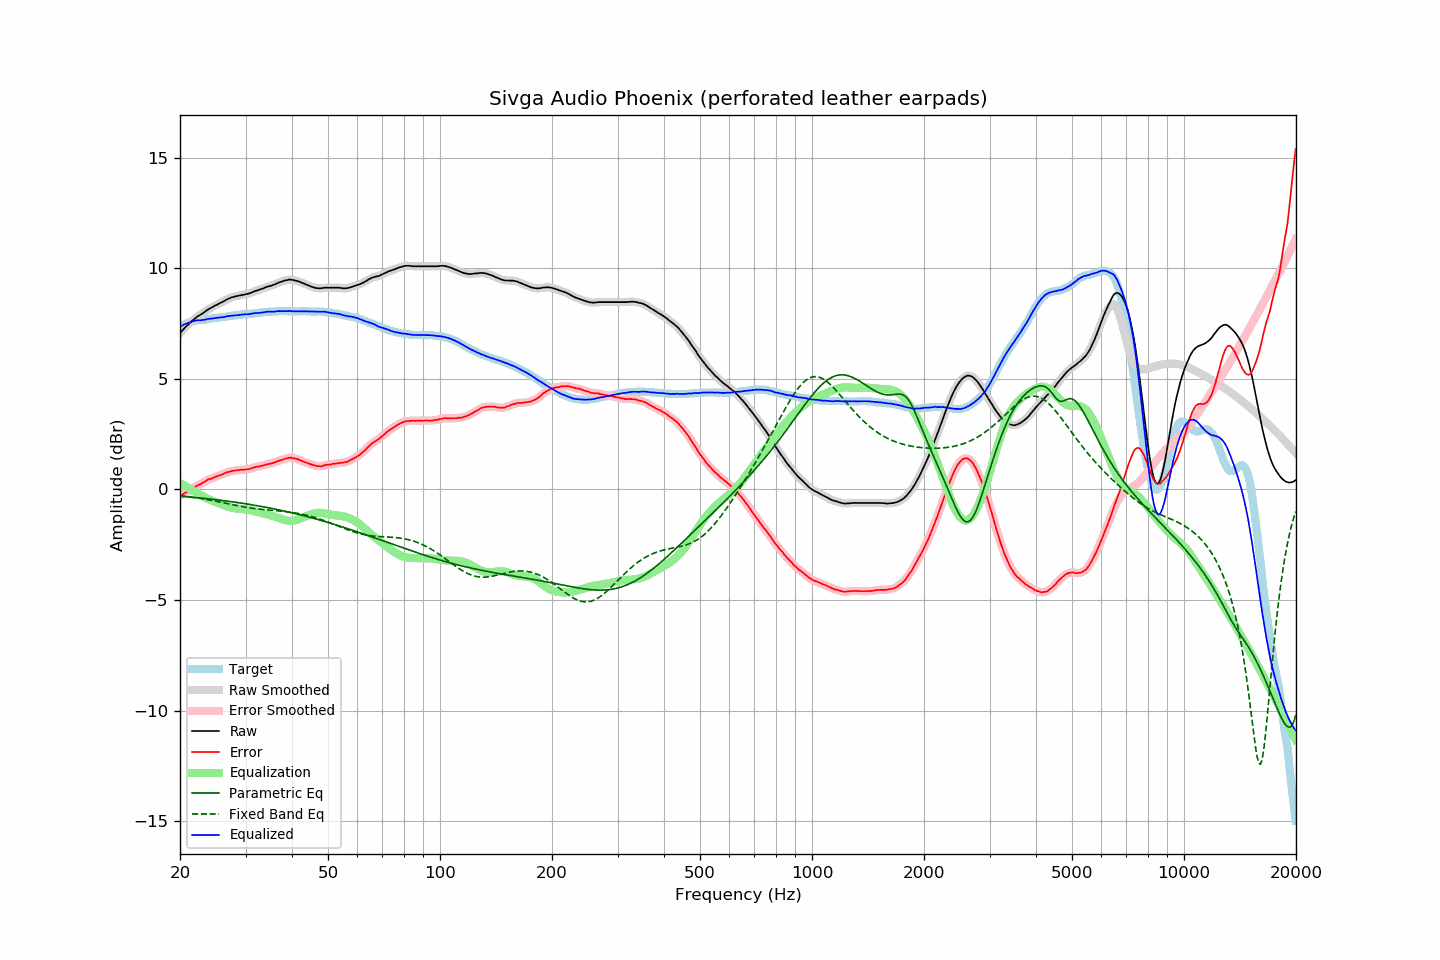 Sivga Audio Phoenix (perforated leather earpads)
Amplitude (dBr)
15
10
5
0
−5
−10
−15
Target
Raw Smoothed
Error Smoothed
Raw
Error
Equalization
Parametric Eq
Fixed Band Eq
Equalized
20 50 100 200 500 1000 2000 5000 10000 20000
Frequency (Hz)